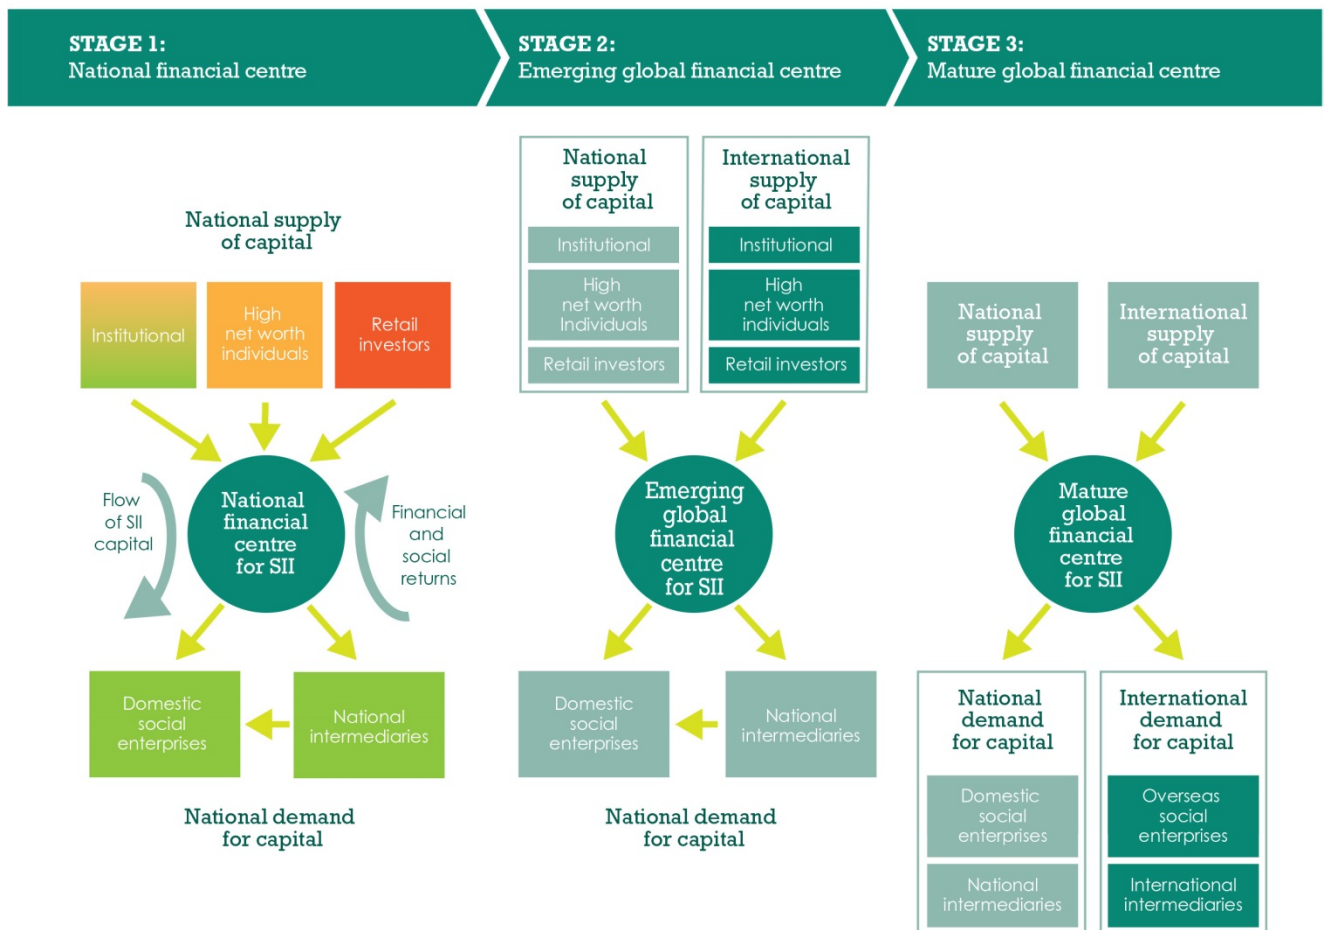 STAGE 1:
National financial centre
STAGE 2:
Emerging global financial centre
STAGE 3:
Mature global financial centre
National supply
of capital
Institutional
High
net worth
individuals
Retail
investors
Flow
of SII
capital
National
financial
centre
for SII
Financial
and
social
returns
Domestic
social
enterprises
National
intermediaries
National demand
for capital
National
supply
of capital
Institutional
High
net worth
Individuals
Retail investors
International
supply
of capital
Institutional
High
net worth
individuals
Retail investors
Emerging
global
financial
centre
for SII
Domestic
social
enterprises
National
intermediaries
National demand
for capital
National
supply
of capital
International
supply
of capital
Mature
global
financial
centre
for SII
National
demand
for capital
Domestic
social
enterprises
National
intermediaries
International
demand
for capital
Overseas
social
enterprises
International
intermediaries